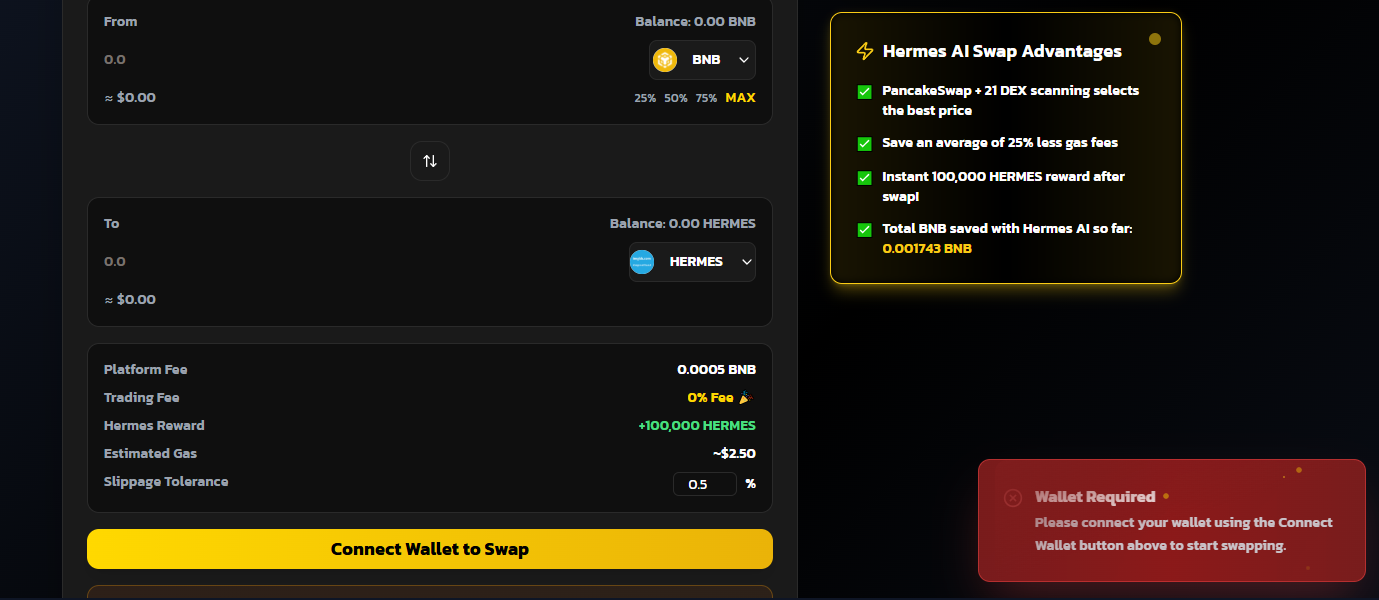 From
Balance: 0.00 BNB
0.0
BNB
≈ $0.00
25% 50% 75% MAX
To
Balance: 0.00 HERMES
0.0
HERMES
≈ $0.00
Platform Fee
0.0005 BNB
Trading Fee
0% Fee 🎉
Hermes Reward
+100,000 HERMES
Estimated Gas
~$2.50
Slippage Tolerance
0.5 %
Connect Wallet to Swap
Hermes AI Swap Advantages
PancakeSwap + 21 DEX scanning selects
the best price
Save an average of 25% less gas fees
Instant 100,000 HERMES reward after
swap!
Total BNB saved with Hermes AI so far:
0.001743 BNB
Wallet Required
Please connect your wallet using the Connect
Wallet button above to start swapping.